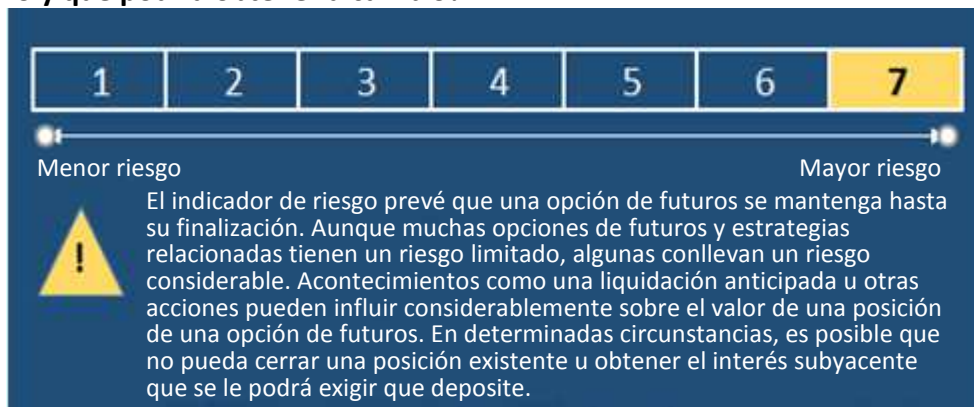 1 2 3 4 5 6 7
Menor riesgo Mayor riesgo
El indicador de riesgo prevé que una opción de futuros se mantenga hasta
su finalización. Aunque muchas opciones de futuros y estrategias
relacionadas tienen un riesgo limitado, algunas conllevan un riesgo
considerable. Acontecimientos como una liquidación anticipada u otras
acciones pueden influir considerablemente sobre el valor de una posición
de una opción de futuros. En determinadas circunstancias, es posible que
no pueda cerrar una posición existente u obtener el interés subyacente
que se le podrá exigir que deposite.
!